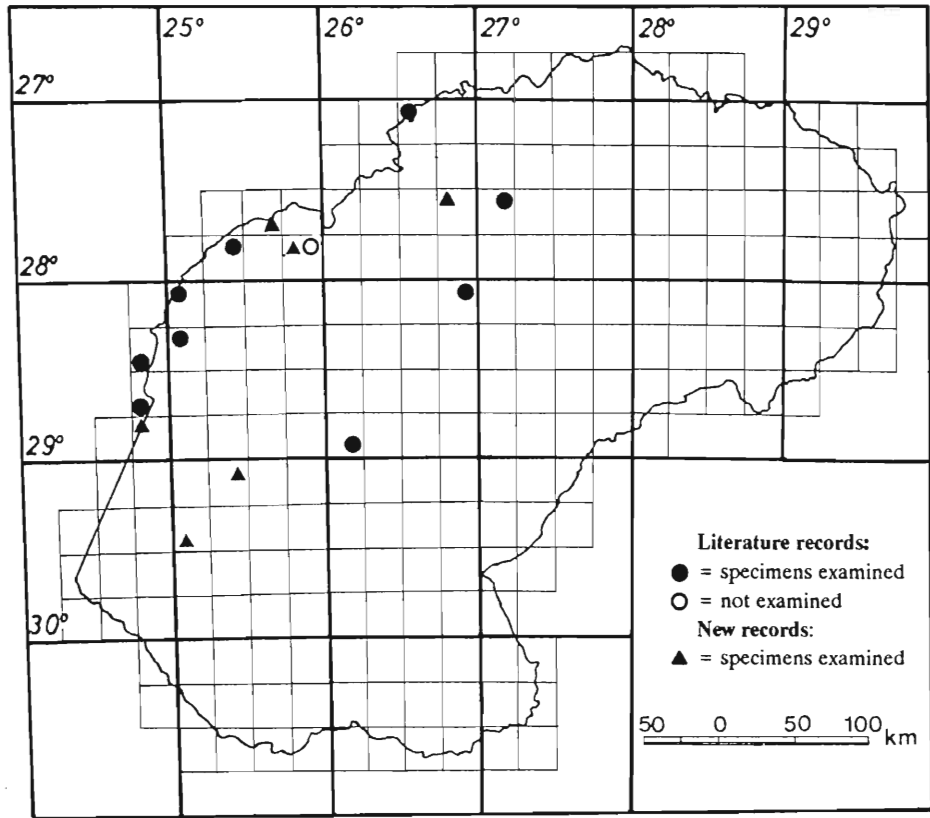 25° 26° 27° 28° 29°
27°
28°
29°
30°
Literature records:
= specimens examined
= not examined
New records:
= specimens examined
50 0 50 100 km